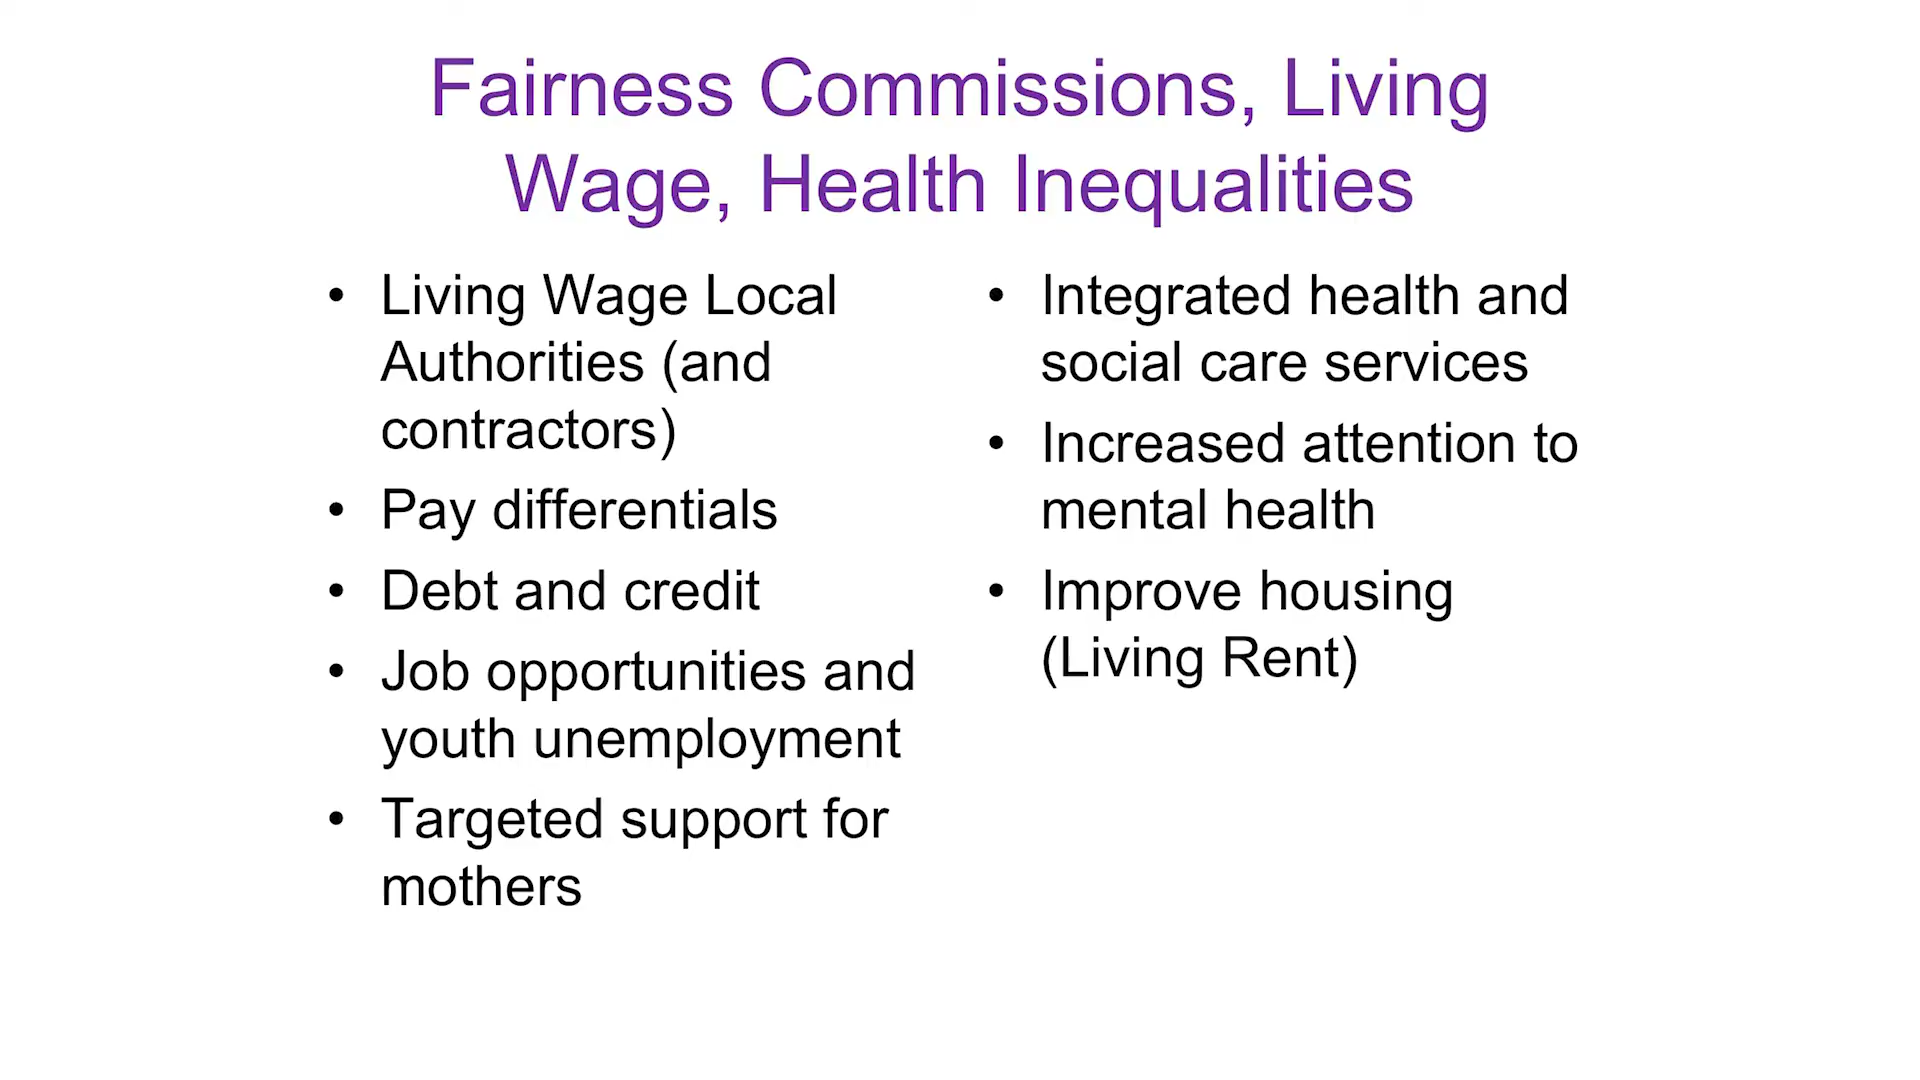 Fairness Commissions, Living
Wage, Health Inequalities
• Living Wage Local
Authorities (and
contractors)
• Pay differentials
• Debt and credit
• Job opportunities and
youth unemployment
• Targeted support for
mothers
• Integrated health and
social care services
• Increased attention to
mental health
• Improve housing
(Living Rent)